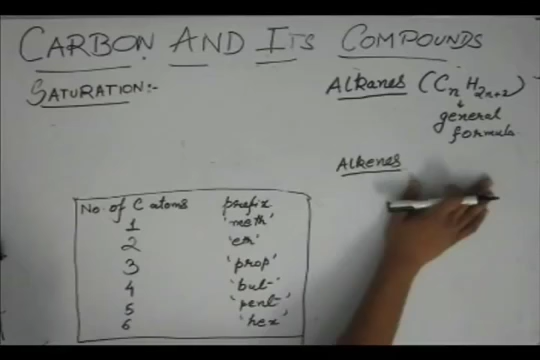 CARBON AND ITS COMPOUNDS
SATURATION:-
ALKANES (CnH2n+2)
↓
general
formula
ALKENES
No. of C atoms prefix
1 'meth'
2 'eth'
3 'prop'
4 'but'
5 'pent'
6 'hex'